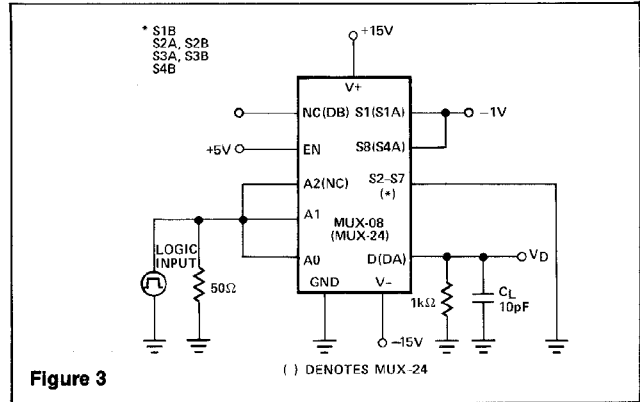 * S1B
S2A, S2B
S3A, S3B
S4B
+15V
V+
NC(DB)
S1(S1A)
−1V
+5V
EN
S8(S4A)
A2(NC)
S2–S7
(*)
A1
MUX-08
(MUX-24)
LOGIC
INPUT
A0
D(DA)
VD
50Ω
GND
V−
1kΩ
CL
10pF
−15V
( ) DENOTES MUX-24
Figure 3